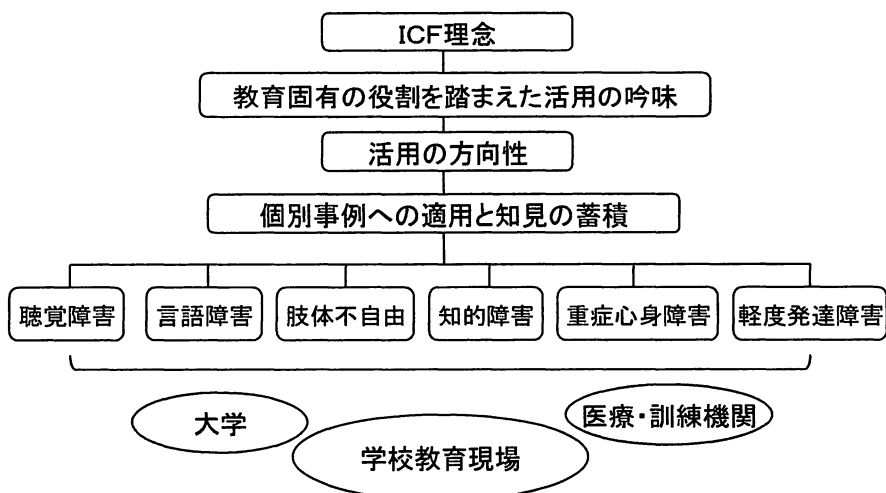 ICF理念
教育固有の役割を踏まえた活用の吟味
活用の方向性
個別事例への適用と知見の蓄積
聴覚障害
言語障害
肢体不自由
知的障害
重症心身障害
軽度発達障害
大学
医療・訓練機関
学校教育現場